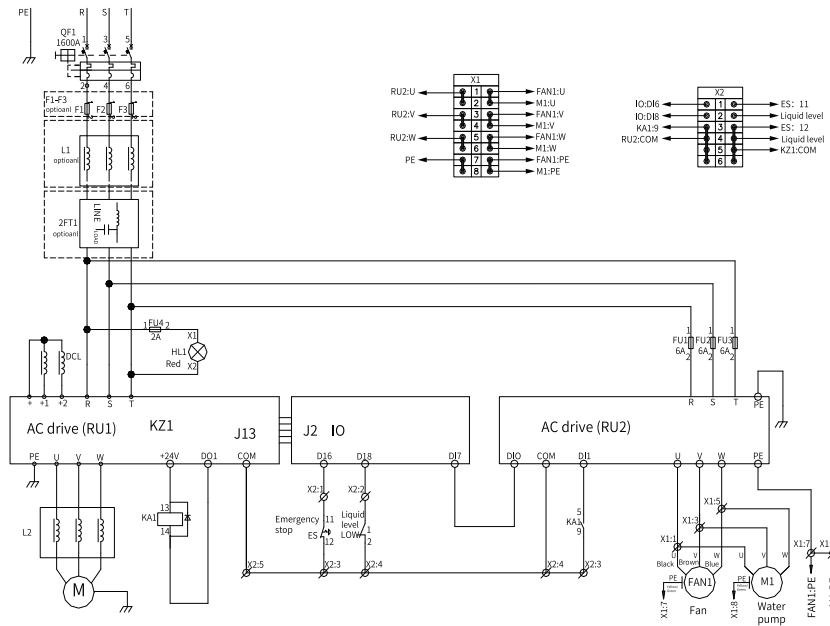 PE R S T
QF1
1600A
1 3 5
2 4 6
F1-F3
optioanl
F1 F2 F3
L1
optioanl
2FT1
optioanl
LINE
LOAD
X1
RU2:U 1 FAN1:U
2 M1:U
RU2:V 3 FAN1:V
4 M1:V
RU2:W 5 FAN1:W
6 M1:W
PE 7 FAN1:PE
8 M1:PE
X2
IO:DI6 1 ES: 11
IO:DI8 2 Liquid level
KA1:9 3 ES: 12
RU2:COM 4 Liquid level
5 KZ1:COM
6
1 FU4 2
2A
X1
HL1
Red
X2
DCL
1 1 1
FU1 FU2 FU3
6A 6A 6A
2 2 2
+ +1 +2 R S T
AC drive (RU1) KZ1
J13
PE U V W +24V DO1 COM
J2 IO
D16 D18 DI7
R S T PE
AC drive (RU2)
DIO COM DI1 U V W PE
L2
M
13
KA1
14
X2:1 X2:2
Emergency
stop
11
ES
12
Liquid
level
LOW
1
2
5
KA1
9
X2:5 X2:3 X2:4 X2:4 X2:3
X1:5
X1:3
X1:1
U V W
Black Brown Blue
U V W
PE FAN1
PE M1
X1:7
Fan
X1:8
Water
pump
X1:7 X1:
FAN1:PE